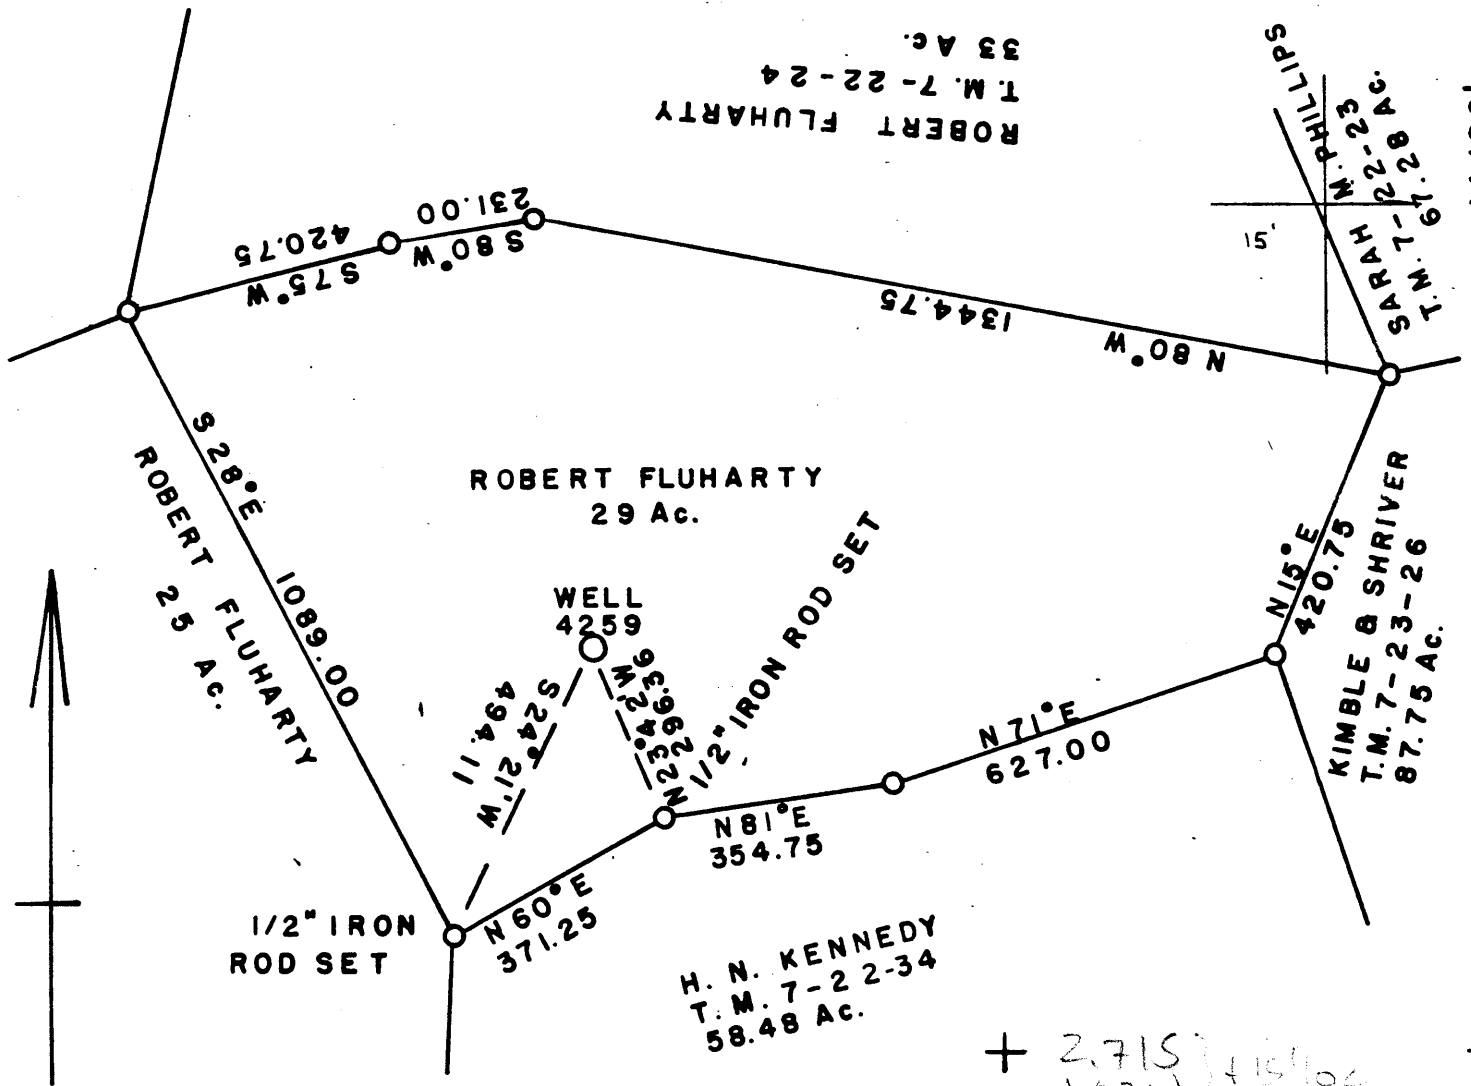 ROBERT FLUHARTY
T.M. 7-22-24
33 Ac.
SARAH M. PHILLIPS
T.M. 7-22-23
67.28 Ac.
15'
231.00
S 80° W
420.75
S 75° W
1344.75
N 80° W
S 28° E
1089.00
ROBERT FLUHARTY
25 Ac.
ROBERT FLUHARTY
29 Ac.
WELL
4259
S 24° 21" W
494.11
N 23° 42' W
296.36
1/2" IRON ROD SET
N 15° E
420.75
KIMBLE & SHRIVER
T.M. 7-23-26
87.75 Ac.
N 71° E
627.00
N 81° E
354.75
N 60° E
371.25
1/2" IRON
ROD SET
H. N. KENNEDY
T.M. 7-22-34
58.48 Ac.
+ 2.715